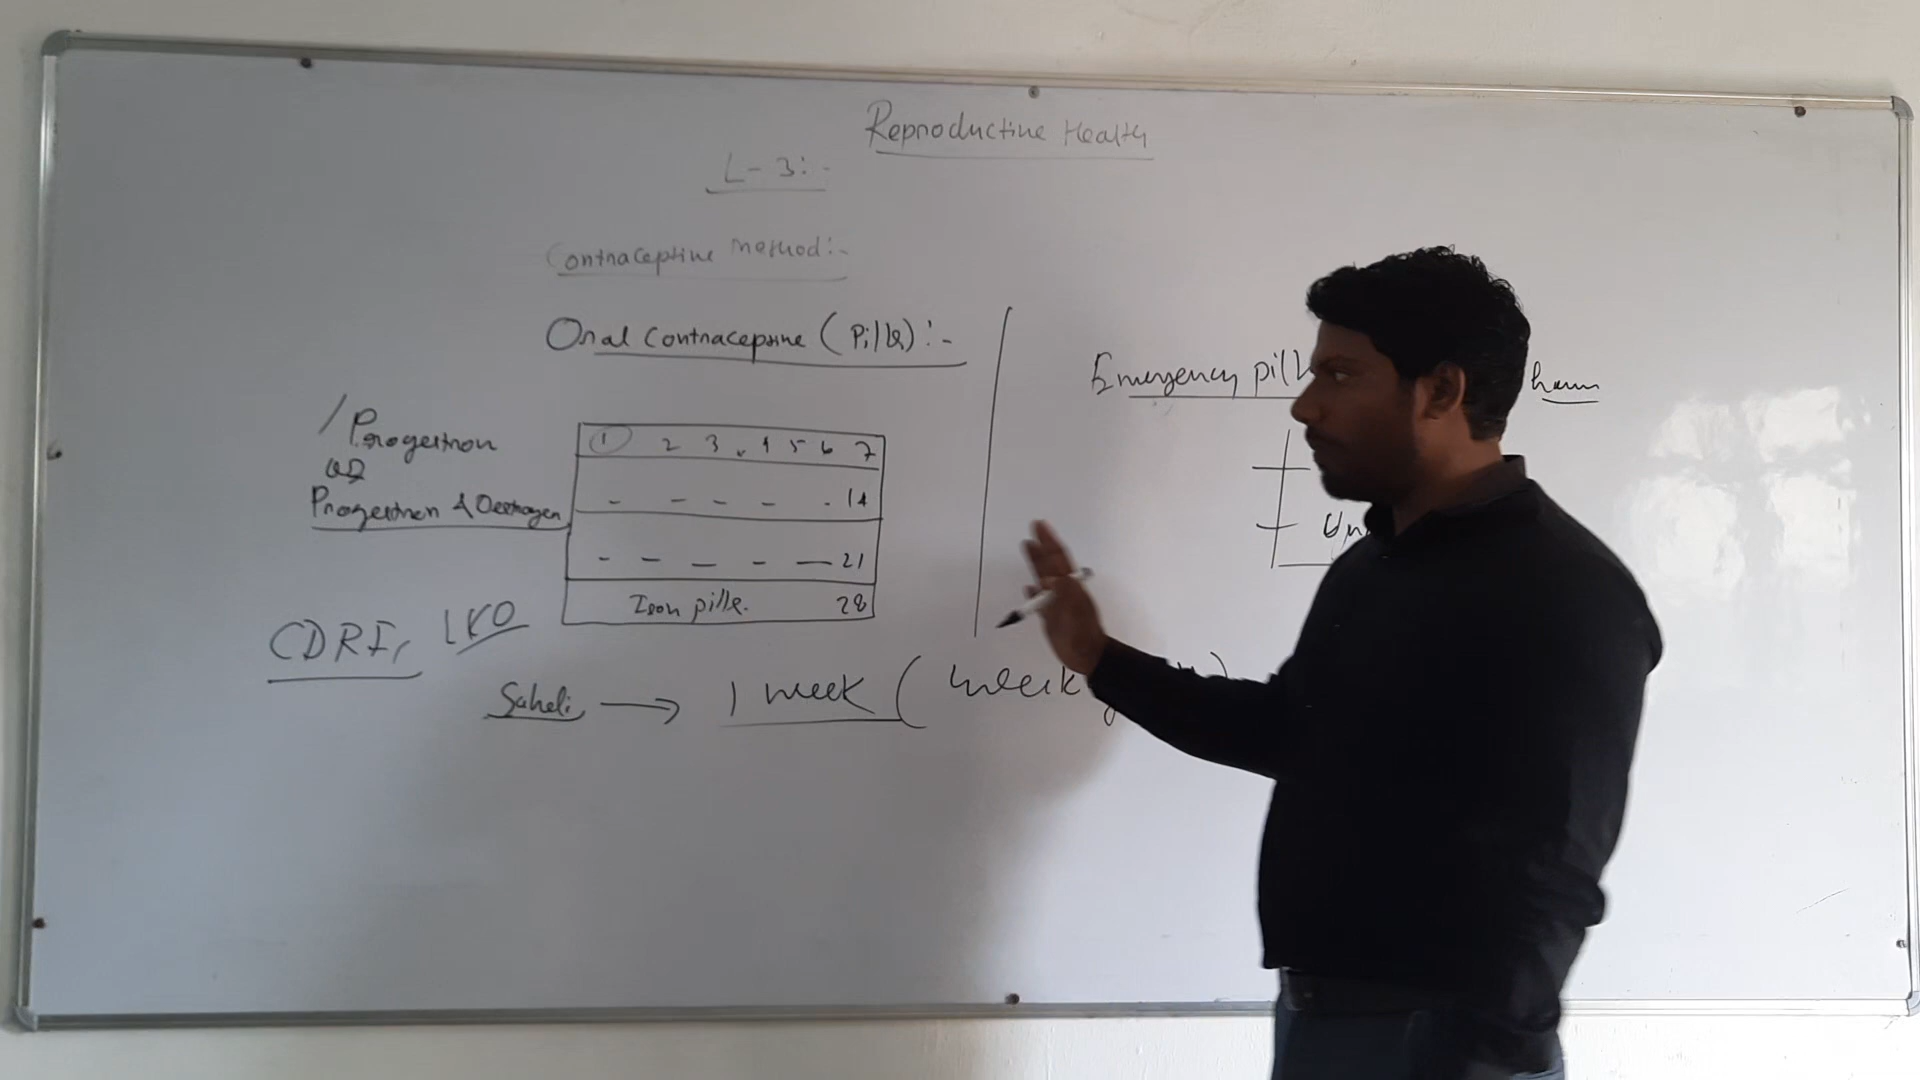 Reproductive Health
L-3:-
Contraceptive Method:-
Oral Contraceptive (Pills):-
Emergency pill
hour
/Progestron
OR
Progestron & Oestrogen
1 2 3 4 5 6 7
- - - - - 14
- - - - - 21
Iron pills. 28
CDRI, LKO
Saheli → 1 week (week